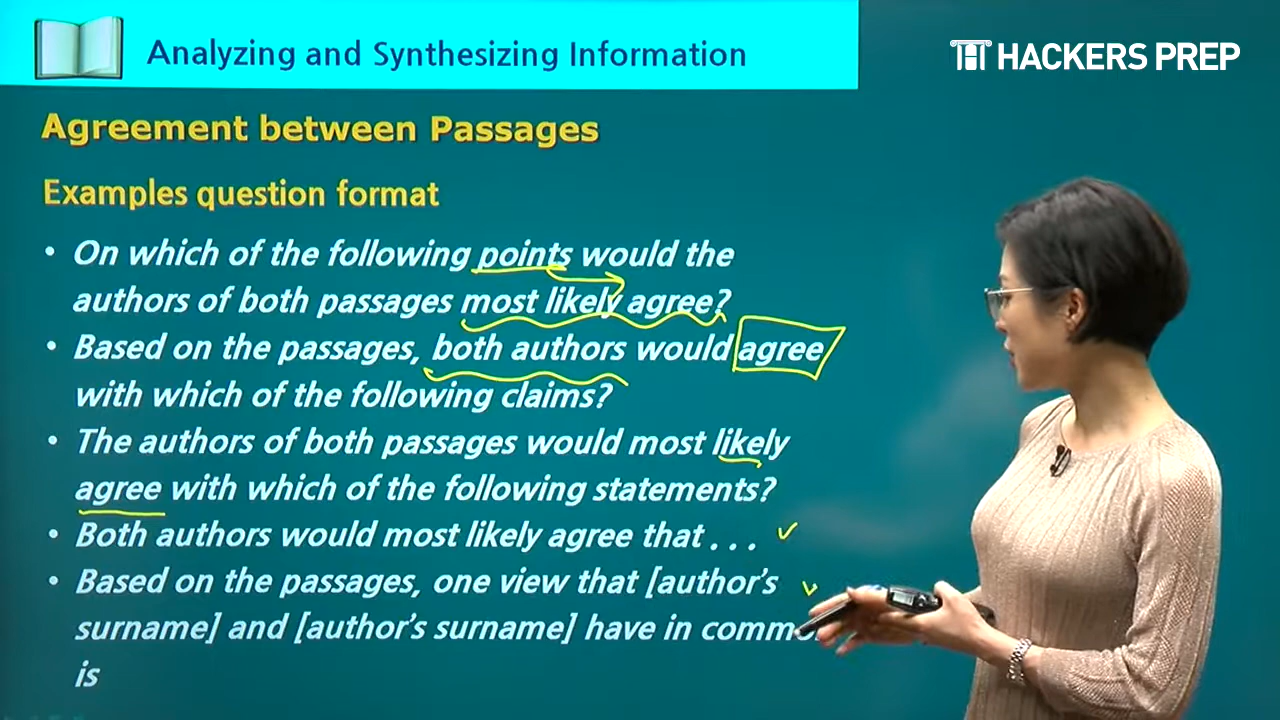 Analyzing and Synthesizing Information
HACKERS PREP
Agreement between Passages
Examples question format
• On which of the following points would the
authors of both passages most likely agree?
• Based on the passages, both authors would agree
with which of the following claims?
• The authors of both passages would most likely
agree with which of the following statements?
• Both authors would most likely agree that . . .
• Based on the passages, one view that [author's
surname] and [author's surname] have in common
is